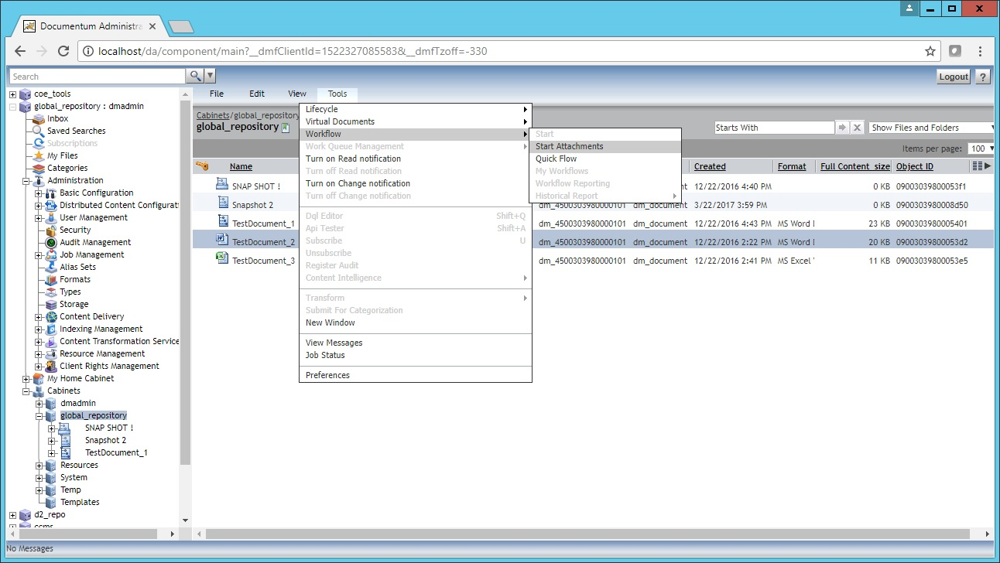 Documentum Administra
localhost/da/component/main?__dmfClientId=1522327085583&__dmfTzoff=-330
Search
Logout
?
coe_tools
global_repository : dmadmin
Inbox
Saved Searches
Subscriptions
My Files
Categories
Administration
Basic Configuration
Distributed Content Configurat
User Management
Security
Audit Management
Job Management
Alias Sets
Formats
Types
Storage
Content Delivery
Indexing Management
Content Transformation Service
Resource Management
Client Rights Management
My Home Cabinet
Cabinets
dmadmin
global_repository
SNAP SHOT !
Snapshot 2
TestDocument_1
Resources
System
Temp
Templates
d2_repo
File Edit View Tools
Cabinets/global_repository
global_repository
Starts With
Show Files and Folders
Items per page: 100
Name Created Format Full Content size Object ID
SNAP SHOT ! 12/22/2016 4:40 PM 0 KB 09003039800053f1
Snapshot 2 dm_4500303980000101 dm_document 3/22/2017 3:59 PM 0 KB 0900303980008d50
TestDocument_1 dm_4500303980000101 dm_document 12/22/2016 4:43 PM MS Word 23 KB 0900303980005401
TestDocument_2 dm_4500303980000101 dm_document 12/22/2016 2:22 PM MS Word 20 KB 09003039800053d2
TestDocument_3 dm_4500303980000101 dm_document 12/22/2016 2:41 PM MS Excel 11 KB 09003039800053e5
Lifecycle
Virtual Documents
Workflow
Work Queue Management
Turn on Read notification
Turn off Read notification
Turn on Change notification
Turn off Change notification
Dql Editor Shift+Q
Api Tester Shift+A
Subscribe U
Unsubscribe
Register Audit
Content Intelligence
Transform
Submit For Categorization
New Window
View Messages
Job Status
Preferences
Start
Start Attachments
Quick Flow
My Workflows
Workflow Reporting
Historical Report
No Messages